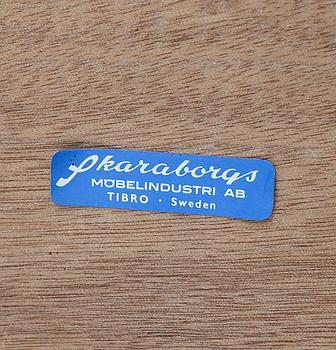 Skaraborgs
MÖBELINDUSTRI AB
TIBRO · Sweden